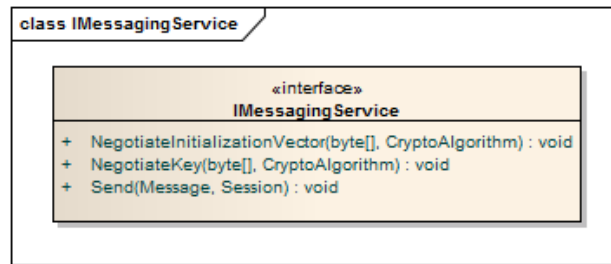 class IMessagingService
«interface»
IMessagingService
+ NegotiateInitializationVector(byte[], CryptoAlgorithm) : void
+ NegotiateKey(byte[], CryptoAlgorithm) : void
+ Send(Message, Session) : void